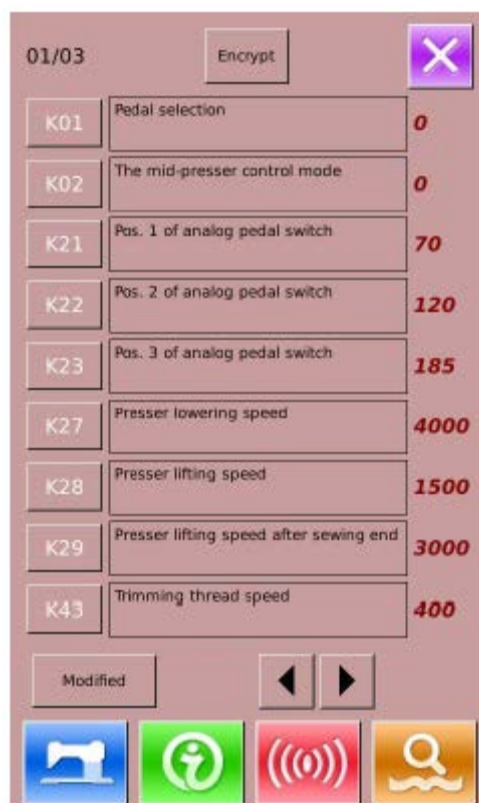 01/03
Encrypt
K01 Pedal selection 0
K02 The mid-presser control mode 0
K21 Pos. 1 of analog pedal switch 70
K22 Pos. 2 of analog pedal switch 120
K23 Pos. 3 of analog pedal switch 185
K27 Presser lowering speed 4000
K28 Presser lifting speed 1500
K29 Presser lifting speed after sewing end 3000
K43 Trimming thread speed 400
Modified